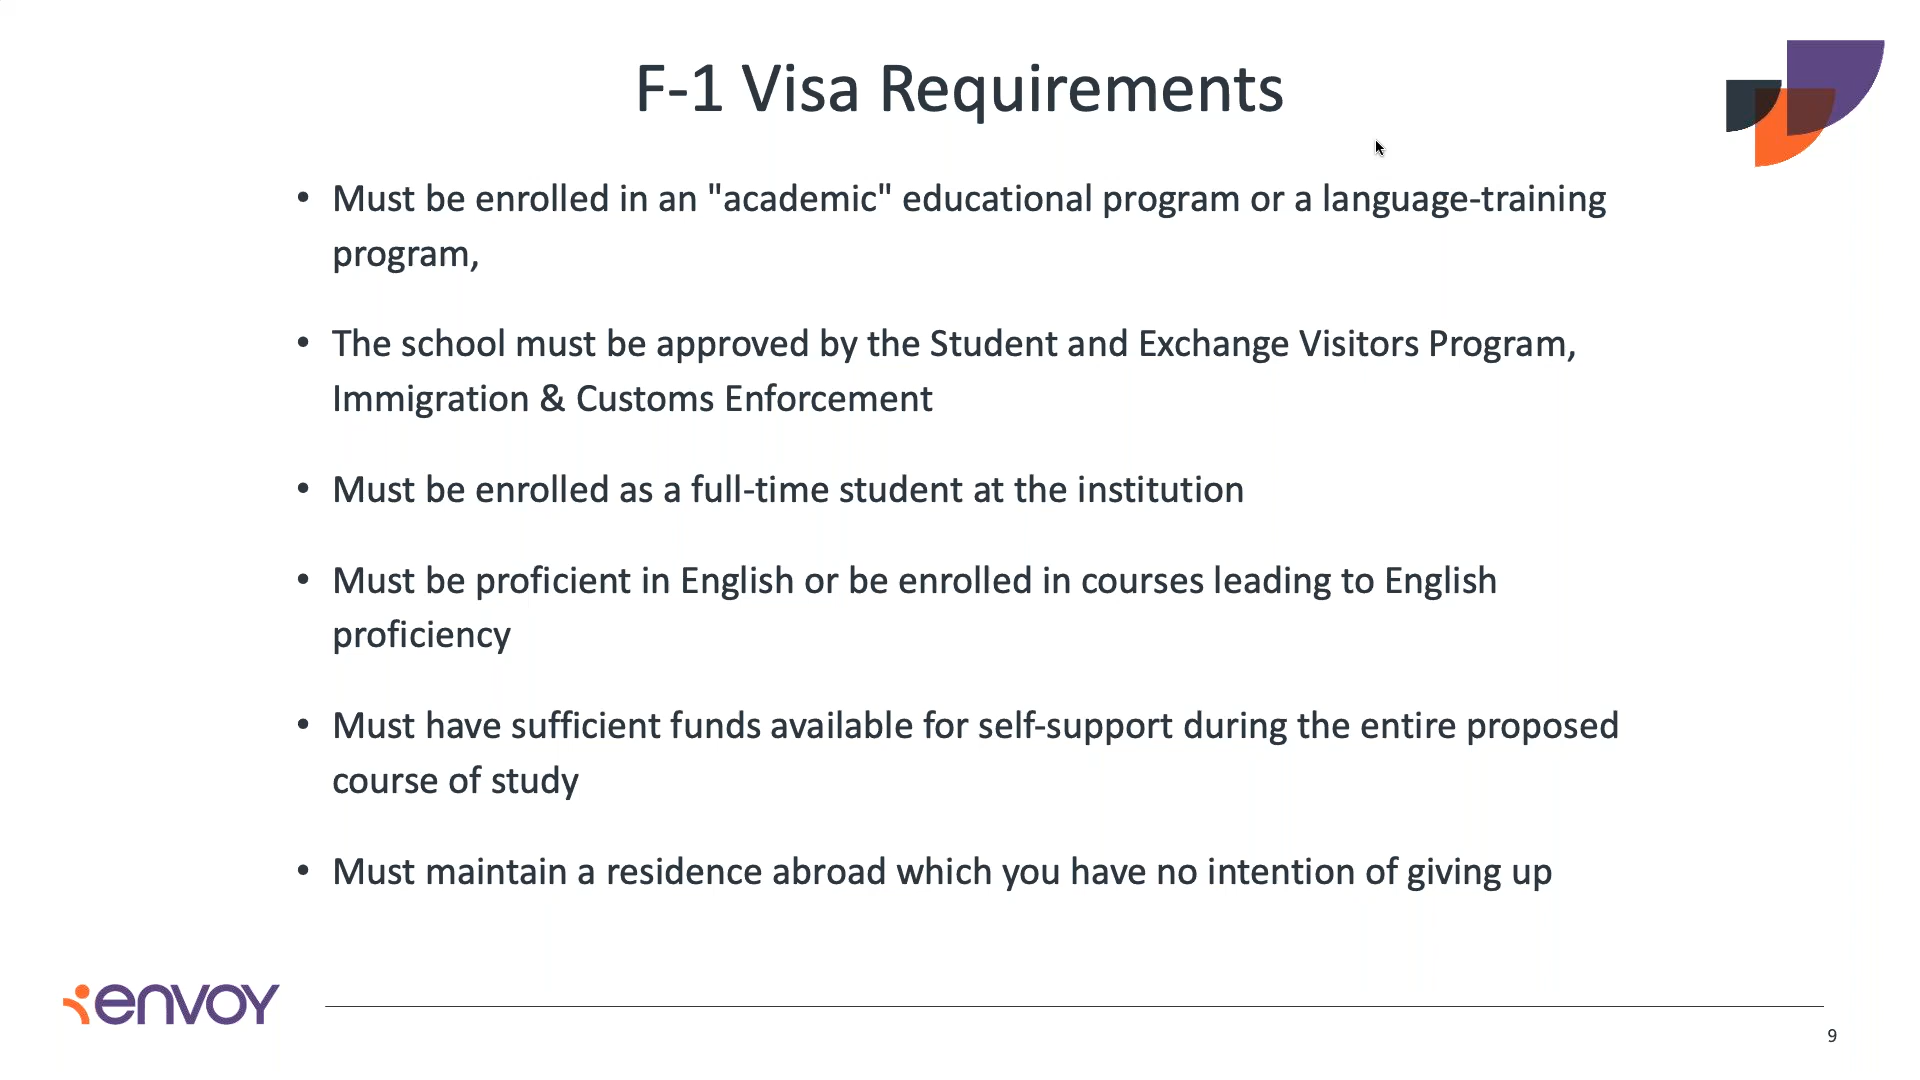 F-1 Visa Requirements
• Must be enrolled in an "academic" educational program or a language-training
program,
• The school must be approved by the Student and Exchange Visitors Program,
Immigration & Customs Enforcement
• Must be enrolled as a full-time student at the institution
• Must be proficient in English or be enrolled in courses leading to English
proficiency
• Must have sufficient funds available for self-support during the entire proposed
course of study
• Must maintain a residence abroad which you have no intention of giving up
envoy
9